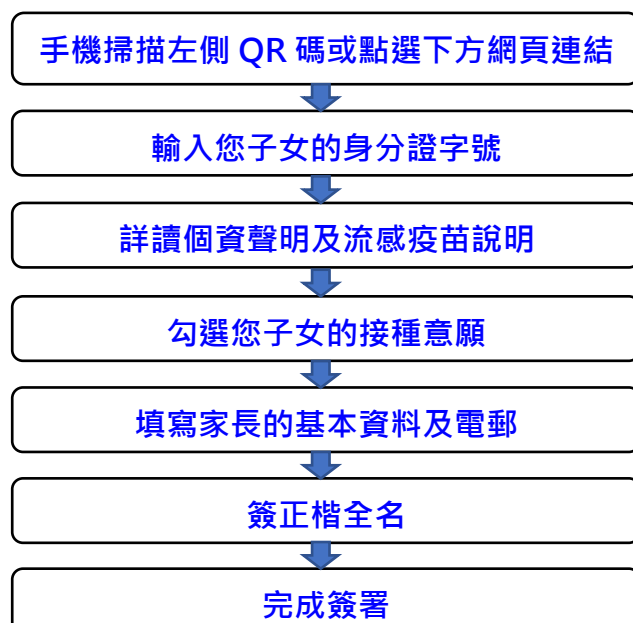 手機掃描左側 QR 碼或點選下方網頁連結
輸入您子女的身分證字號
詳讀個資聲明及流感疫苗說明
勾選您子女的接種意願
填寫家長的基本資料及電郵
簽正楷全名
完成簽署